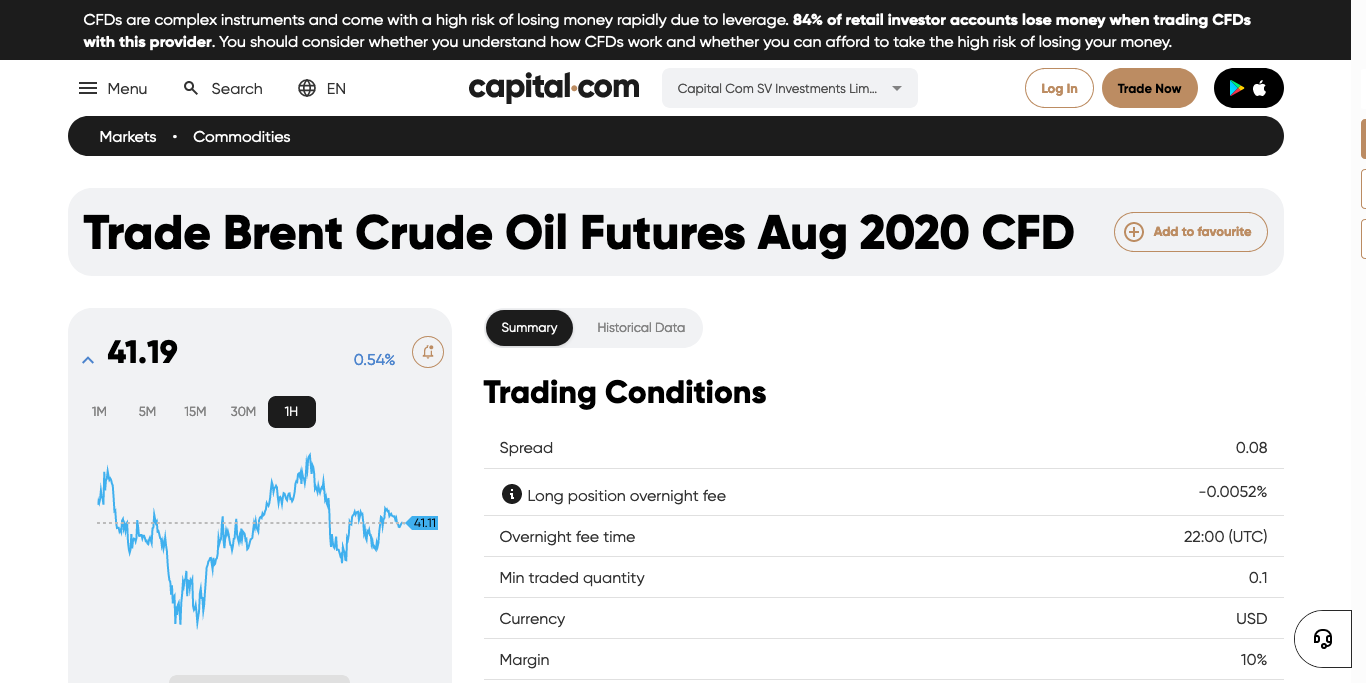 CFDs are complex instruments and come with a high risk of losing money rapidly due to leverage. 84% of retail investor accounts lose money when trading CFDs
with this provider. You should consider whether you understand how CFDs work and whether you can afford to take the high risk of losing your money.
Menu
Search
EN
capital.com
Capital Com SV Investments Lim...
Log In
Trade Now
Markets • Commodities
Trade Brent Crude Oil Futures Aug 2020 CFD
Add to favourite
41.19
0.54%
1M 5M 15M 30M 1H
41.11
Summary
Historical Data
Trading Conditions
Spread 0.08
Long position overnight fee -0.0052%
Overnight fee time 22:00 (UTC)
Min traded quantity 0.1
Currency USD
Margin 10%